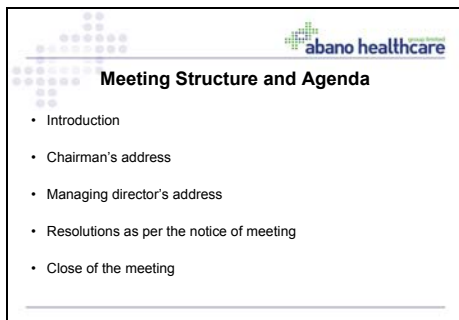 group limited
abano healthcare
Meeting Structure and Agenda
• Introduction
• Chairman's address
• Managing director's address
• Resolutions as per the notice of meeting
• Close of the meeting